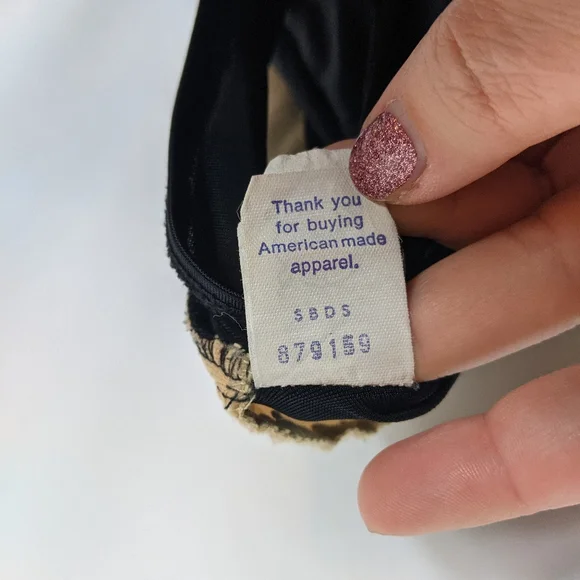 Thank you
for buying
American made
apparel.
SBDS
879159